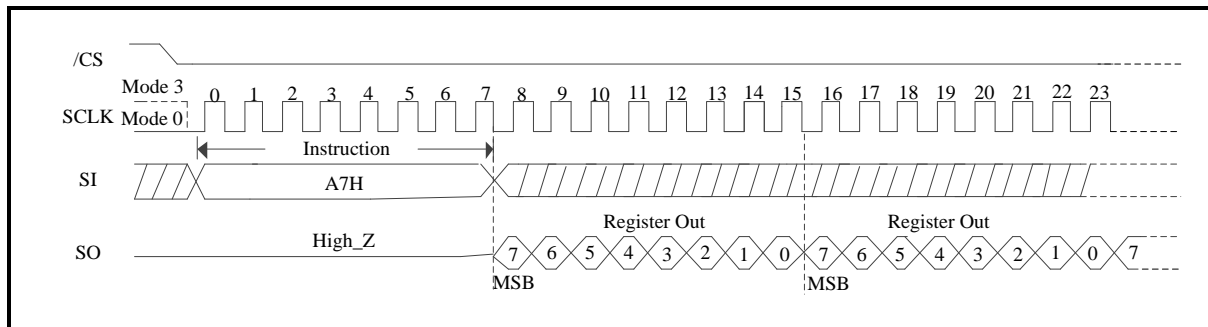 /CS
Mode 3
0 1 2 3 4 5 6 7 8 9 10 11 12 13 14 15 16 17 18 19 20 21 22 23
SCLK Mode 0
Instruction
SI
A7H
Register Out Register Out
High_Z
SO
7 6 5 4 3 2 1 0 7 6 5 4 3 2 1 0 7
MSB MSB